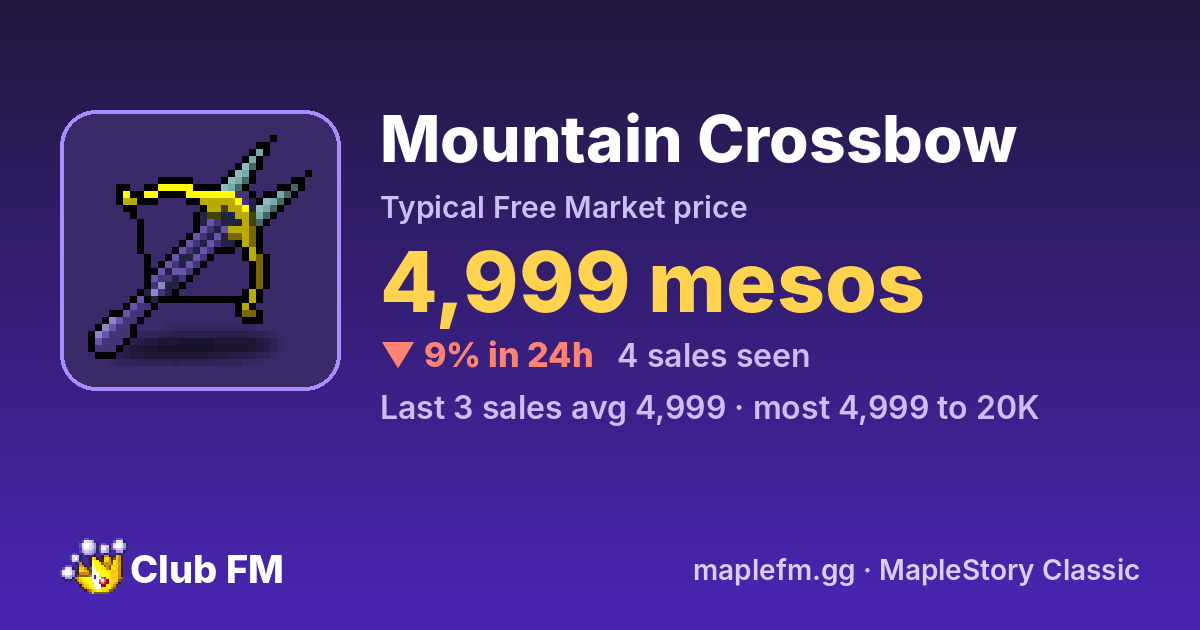 Mountain Crossbow
Typical Free Market price
4,999 mesos
▼ 9% in 24h 4 sales seen
Last 3 sales avg 4,999 · most 4,999 to 20K
Club FM
maplefm.gg · MapleStory Classic